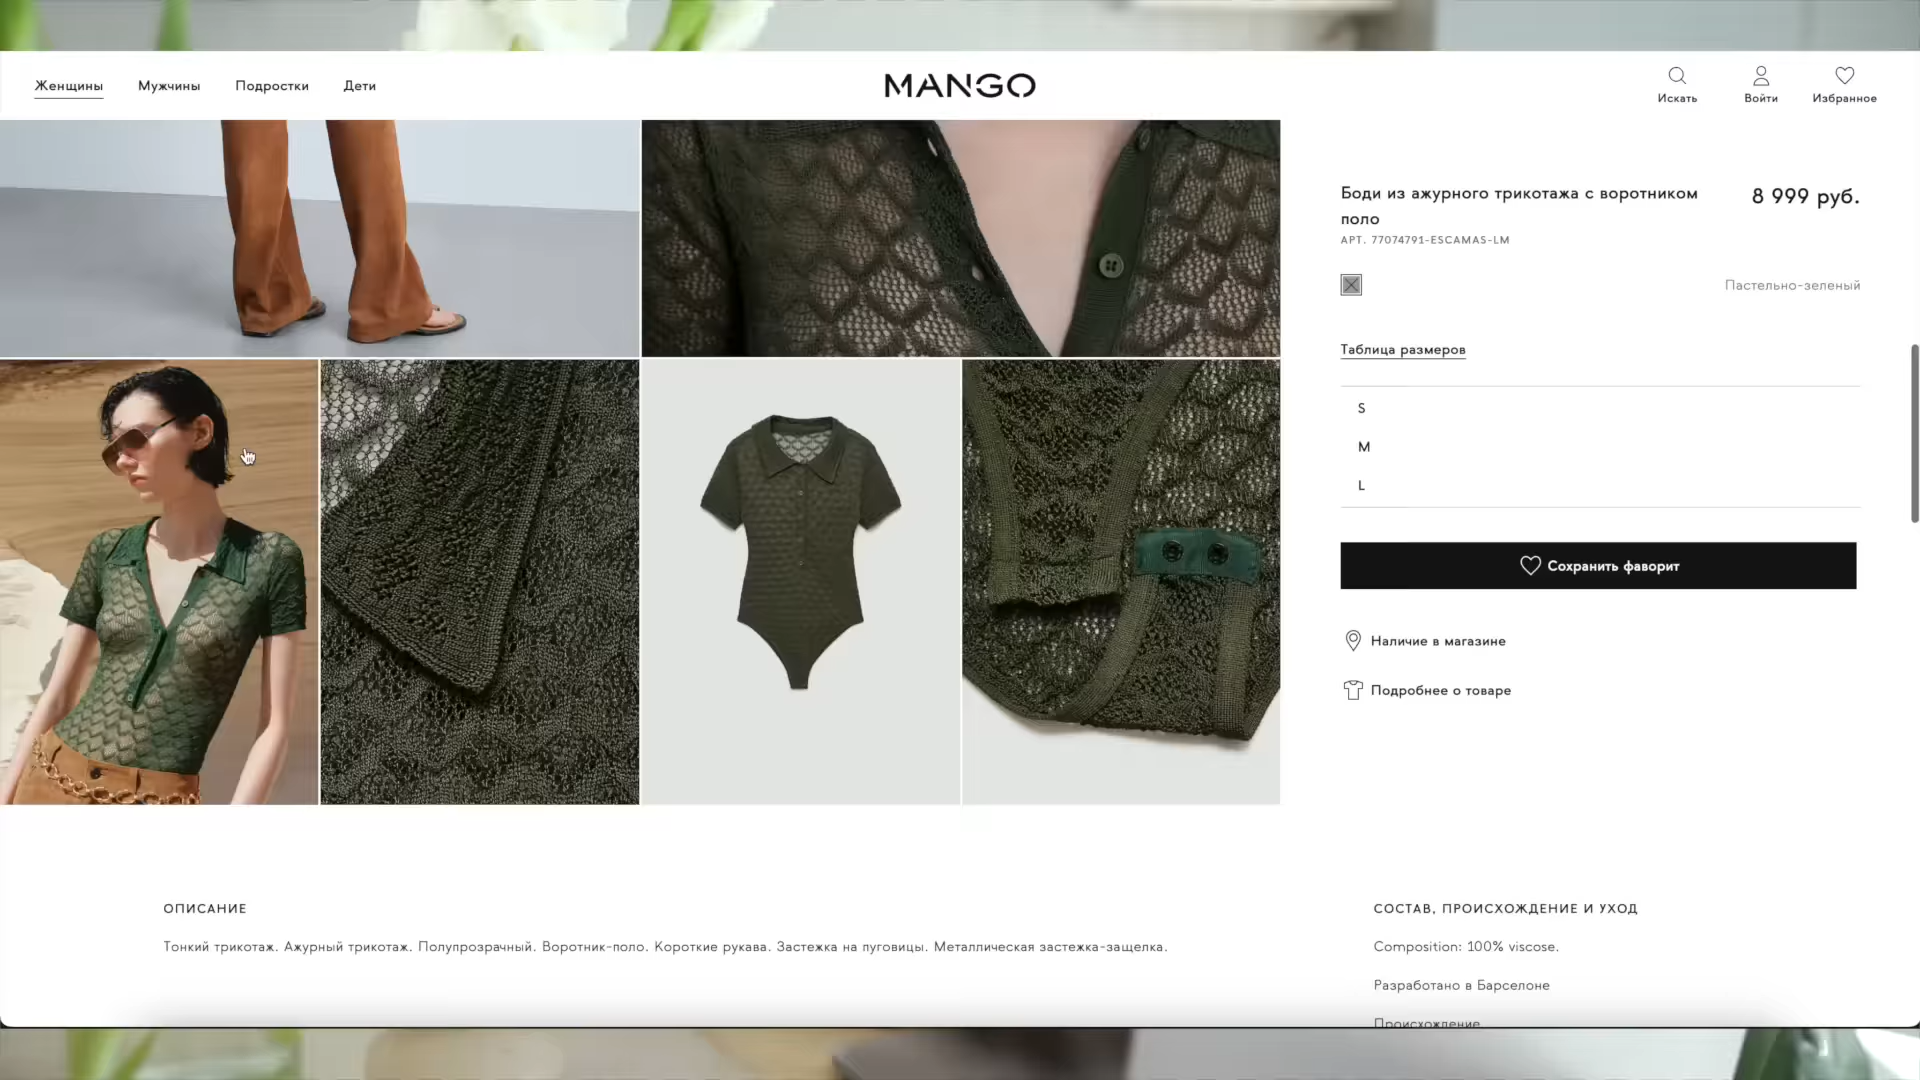 Женщины
Мужчины
Подростки
Дети
MANGO
Искать
Войти
Избранное
Боди из ажурного трикотажа с воротником
поло
8 999 руб.
АРТ. 77074791-ESCAMAS-LM
Пастельно-зеленый
Таблица размеров
S
M
L
Сохранить фаворит
Наличие в магазине
Подробнее о товаре
ОПИСАНИЕ
Тонкий трикотаж. Ажурный трикотаж. Полупрозрачный. Воротник-поло. Короткие рукава. Застежка на пуговицы. Металлическая застежка-защелка.
СОСТАВ, ПРОИСХОЖДЕНИЕ И УХОД
Composition: 100% viscose.
Разработано в Барселоне
Происхождение